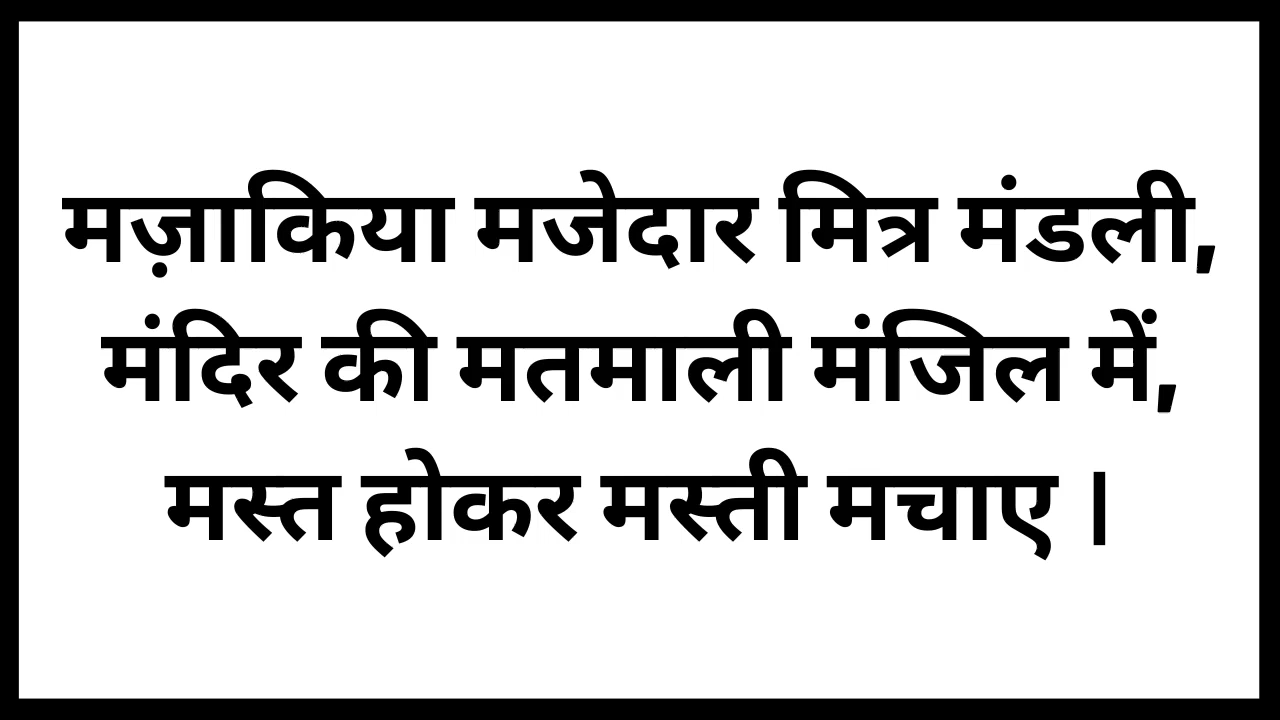 मज़ाकिया मजेदार मित्र मंडली,
मंदिर की मतमाली मंजिल में,
मस्त होकर मस्ती मचाए ।